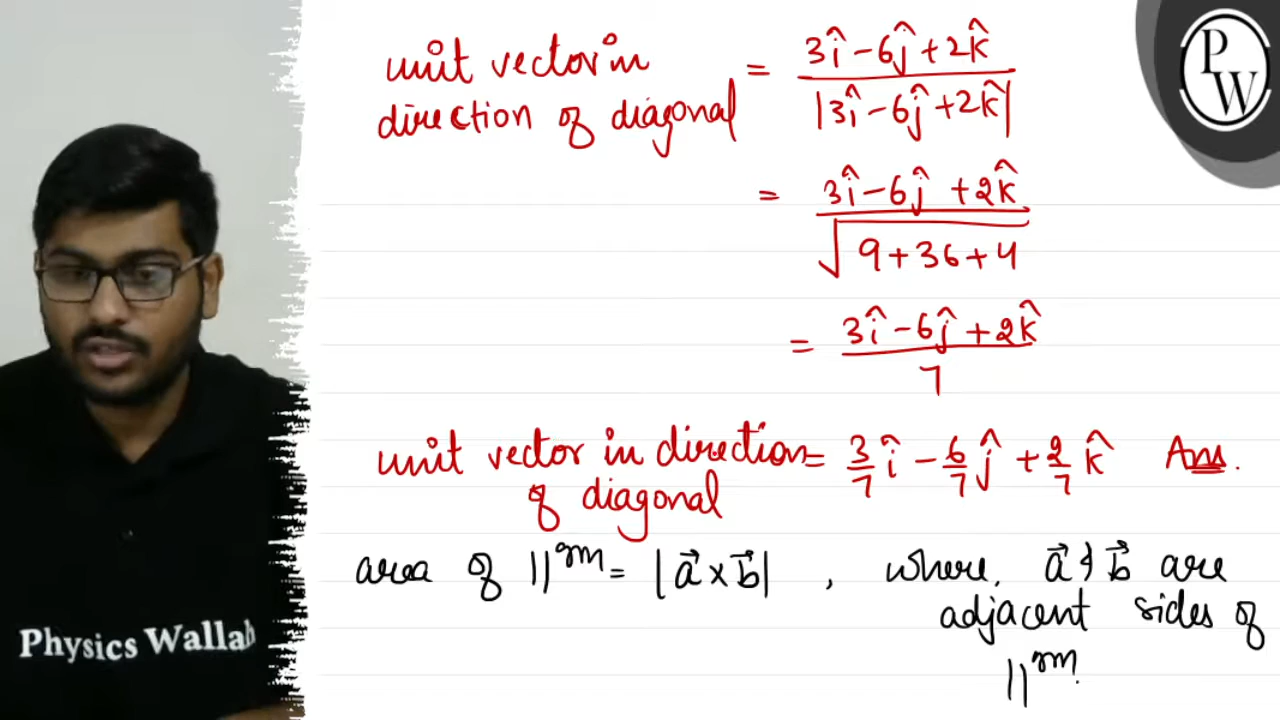 unit vector in = 3î - 6ĵ + 2k̂
direction of diagonal |3î - 6ĵ + 2k̂|
= 3î - 6ĵ + 2k̂
√9 + 36 + 4
= 3î - 6ĵ + 2k̂
7
unit vector in direction = 3/7 î - 6/7 ĵ + 2/7 k̂ Ans.
of diagonal
area of ||gm = |a⃗ × b⃗| , where, a⃗ & b⃗ are
adjacent sides of
||gm.
PW
Physics Wallah